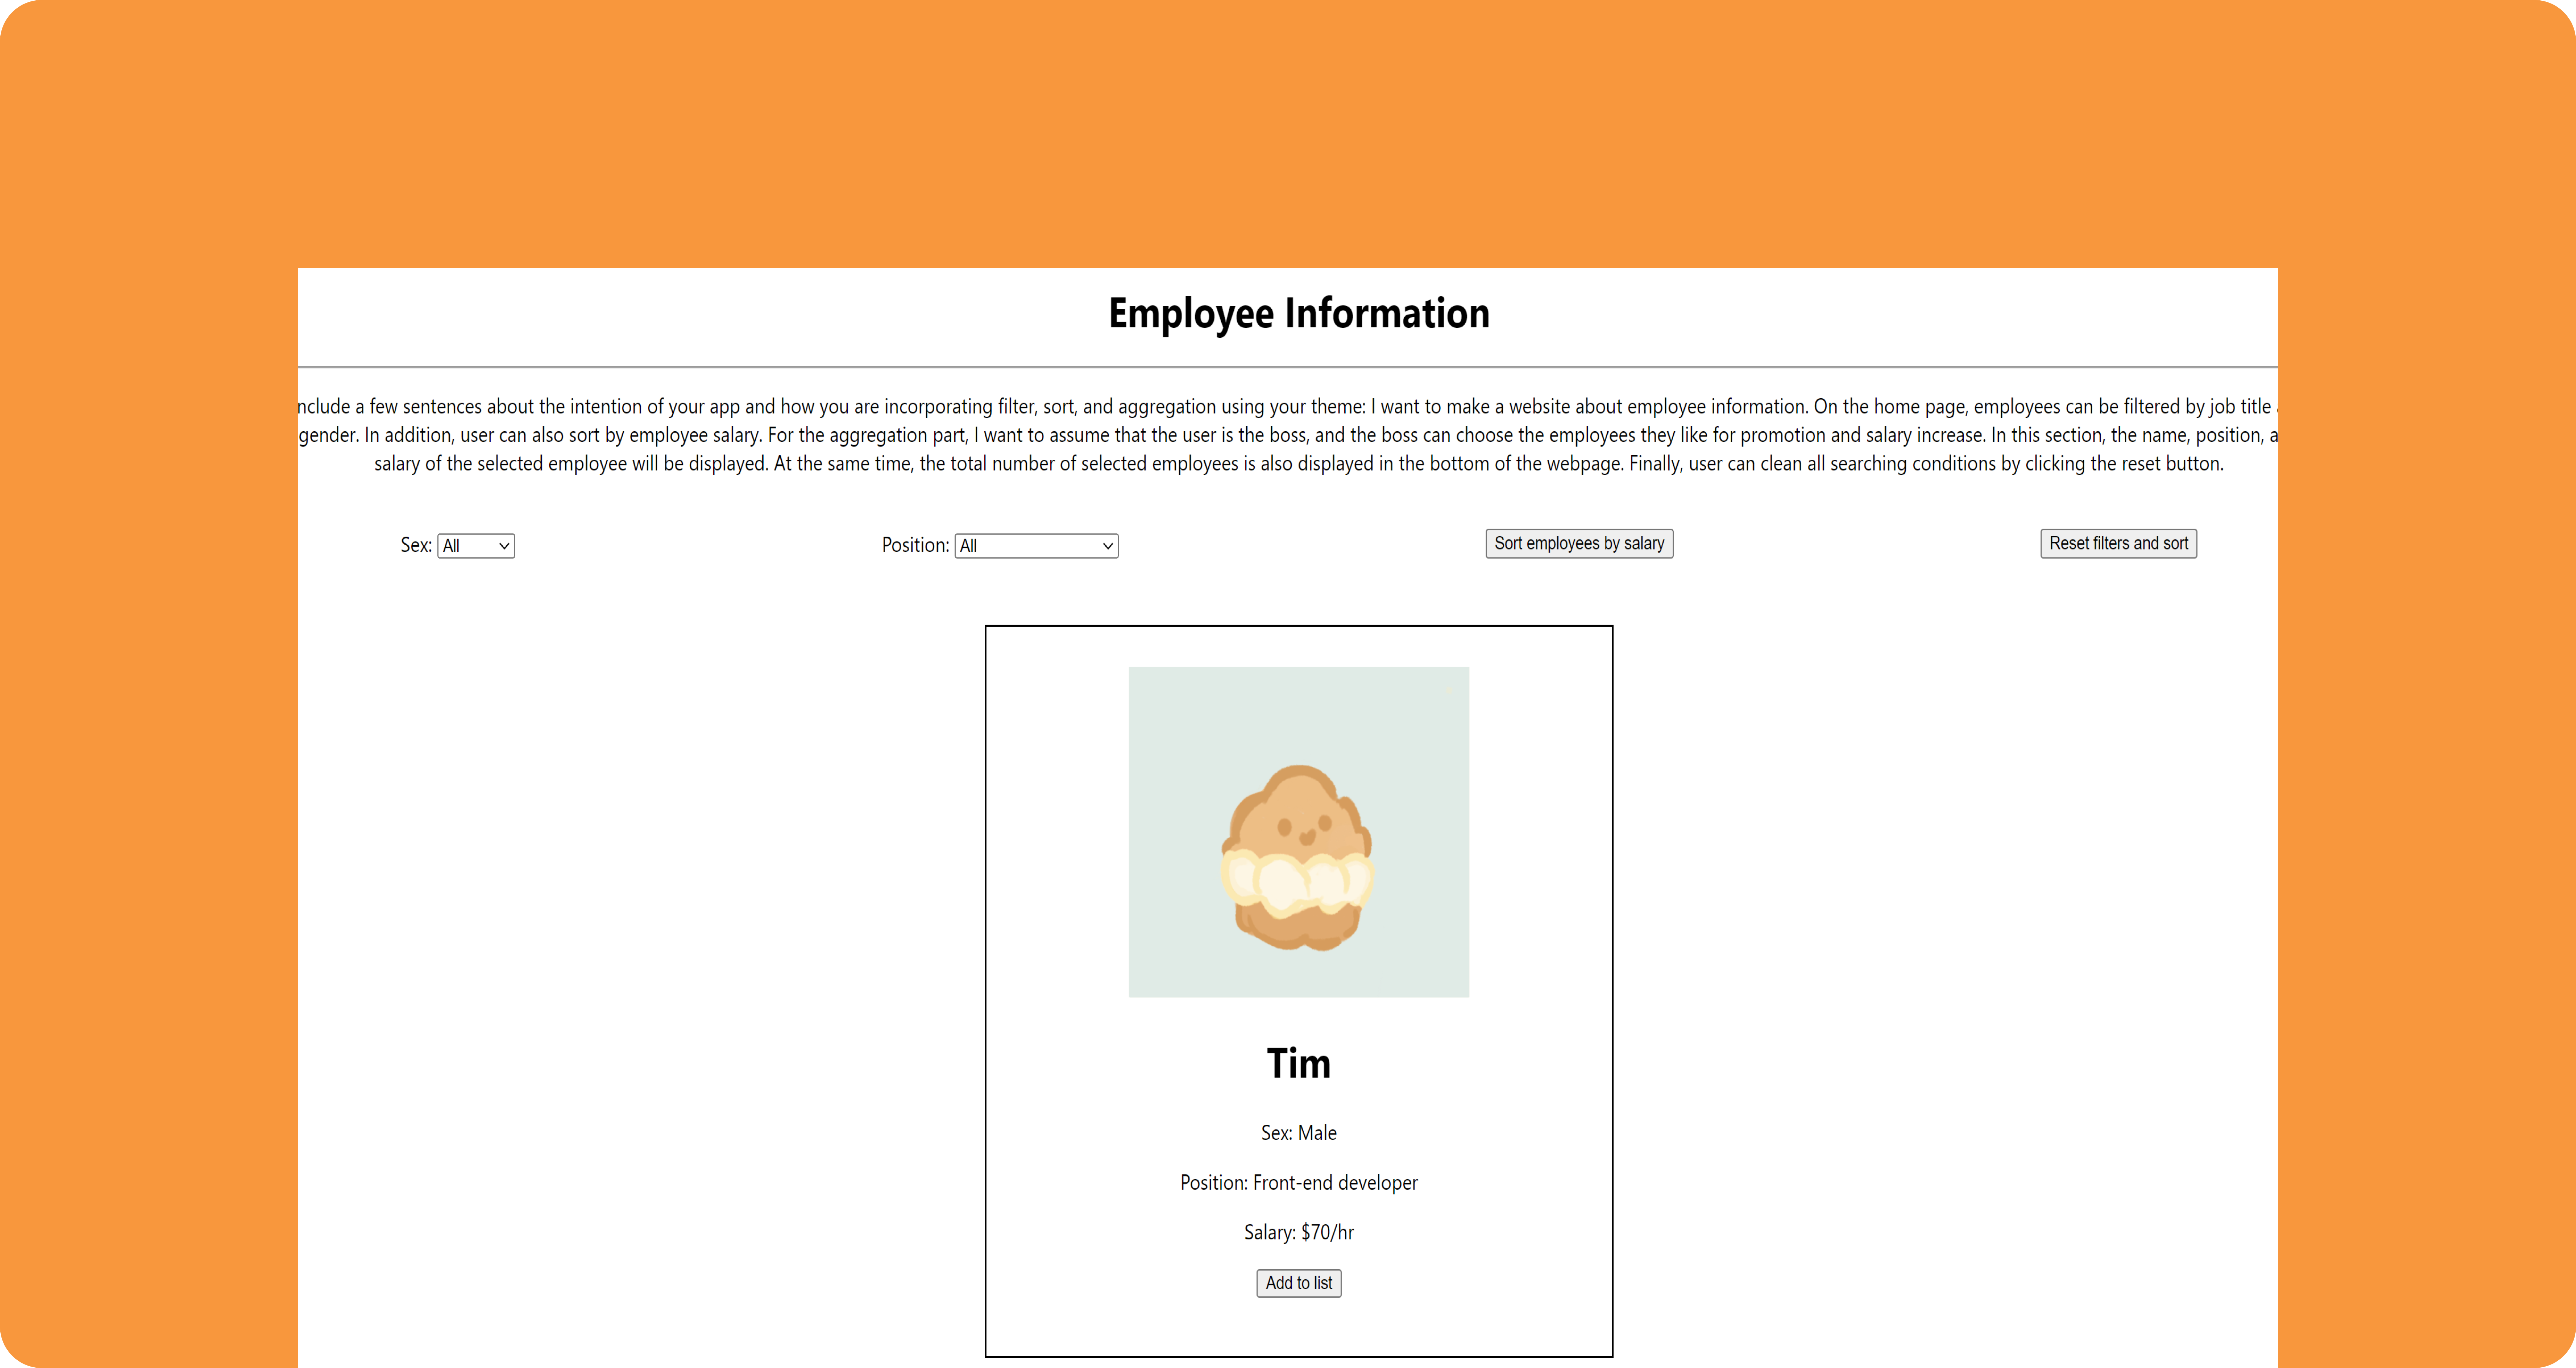 Employee Information
nclude a few sentences about the intention of your app and how you are incorporating filter, sort, and aggregation using your theme: I want to make a website about employee information. On the home page, employees can be filtered by job title
gender. In addition, user can also sort by employee salary. For the aggregation part, I want to assume that the user is the boss, and the boss can choose the employees they like for promotion and salary increase. In this section, the name, position, a
salary of the selected employee will be displayed. At the same time, the total number of selected employees is also displayed in the bottom of the webpage. Finally, user can clean all searching conditions by clicking the reset button.
Sex: All Position: All Sort employees by salary Reset filters and sort
Tim
Sex: Male
Position: Front-end developer
Salary: $70/hr
Add to list